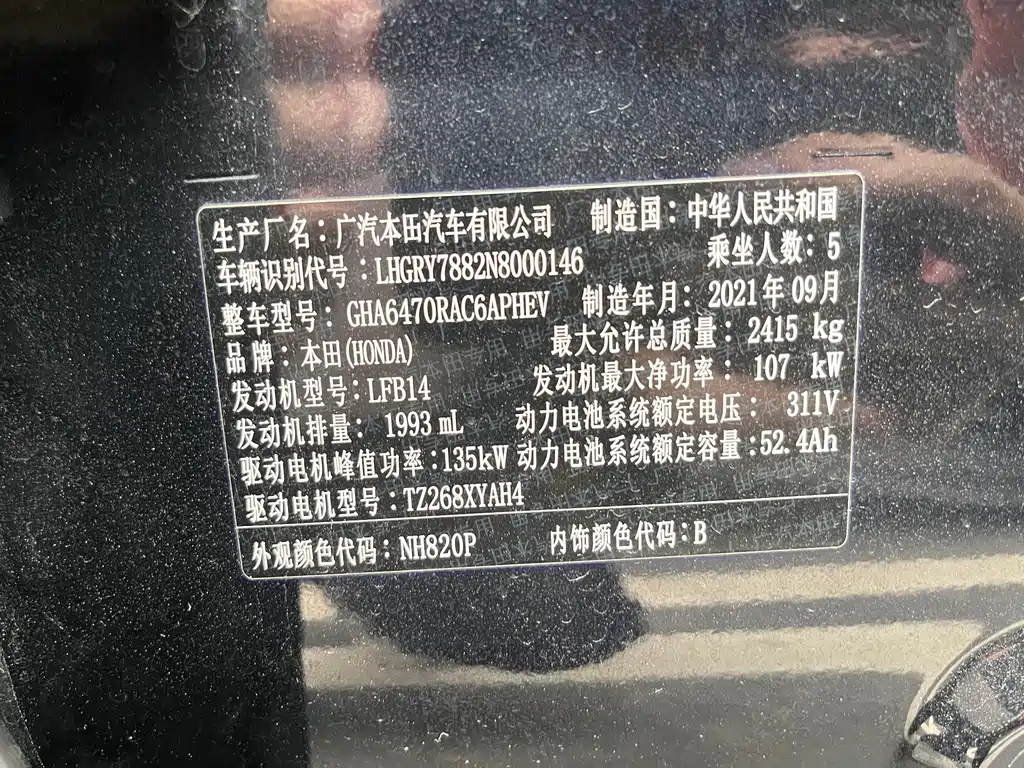 生产厂名：广汽本田汽车有限公司 制造国：中华人民共和国
车辆识别代号：LHGRY7882N8000146 乘坐人数：5
整车型号：GHA6470RAC6APHEV 制造年月：2021年09月
品牌：本田(HONDA) 最大允许总质量：2415 kg
发动机型号：LFB14 发动机最大净功率：107 kW
发动机排量：1993 mL 动力电池系统额定电压：311V
驱动电机峰值功率：135kW 动力电池系统额定容量：52.4Ah
驱动电机型号：TZ268XYAH4
外观颜色代码：NH820P 内饰颜色代码：B